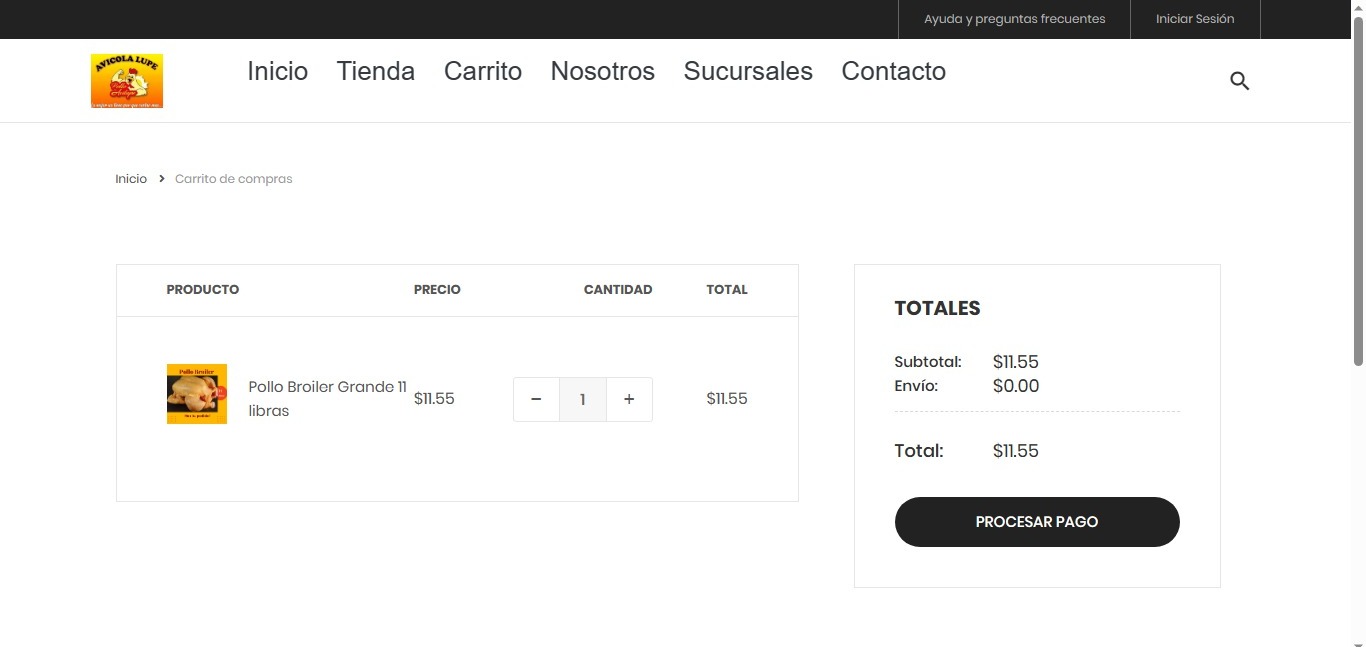 Ayuda y preguntas frecuentes
Iniciar Sesión
AVICOLA LUPE
Inicio
Tienda
Carrito
Nosotros
Sucursales
Contacto
Inicio
Carrito de compras
PRODUCTO
PRECIO
CANTIDAD
TOTAL
Pollo Broiler
Pollo Broiler Grande 11
libras
$11.55
−
1
+
$11.55
TOTALES
Subtotal:
$11.55
Envío:
$0.00
Total:
$11.55
PROCESAR PAGO